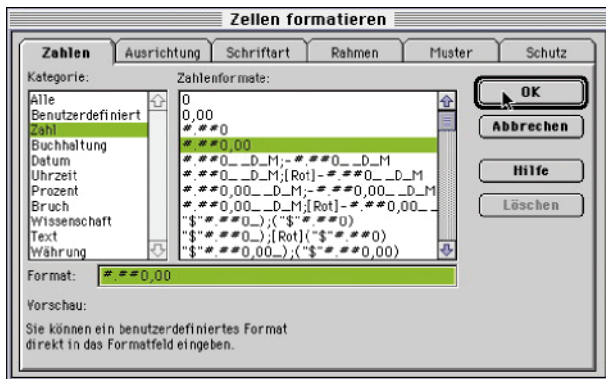 Zellen formatieren
Zahlen Ausrichtung Schriftart Rahmen Muster Schutz
Kategorie:
Alle
Benutzerdefiniert
Zahl
Buchhaltung
Datum
Uhrzeit
Prozent
Bruch
Wissenschaft
Text
Währung
Zahlenformate:
0
0,00
#.##0
#.##0,00
#.##0_ _D_M;-#.##0_ _D_M
#.##0_ _D_M;[Rot]-#.##0_ _D_M
#.##0,00_ _D_M;-#.##0,00_ _D_M
#.##0,00_ _D_M;[Rot]-#.##0,00_ _
"$"#.##0_);("$"#.##0)
"$"#.##0_);[Rot]("$"#.##0)
"$"#.##0,00_);("$"#.##0,00)
OK
Abbrechen
Hilfe
Löschen
Format: #.##0,00
Vorschau:
Sie können ein benutzerdefiniertes Format
direkt in das Formatfeld eingeben.